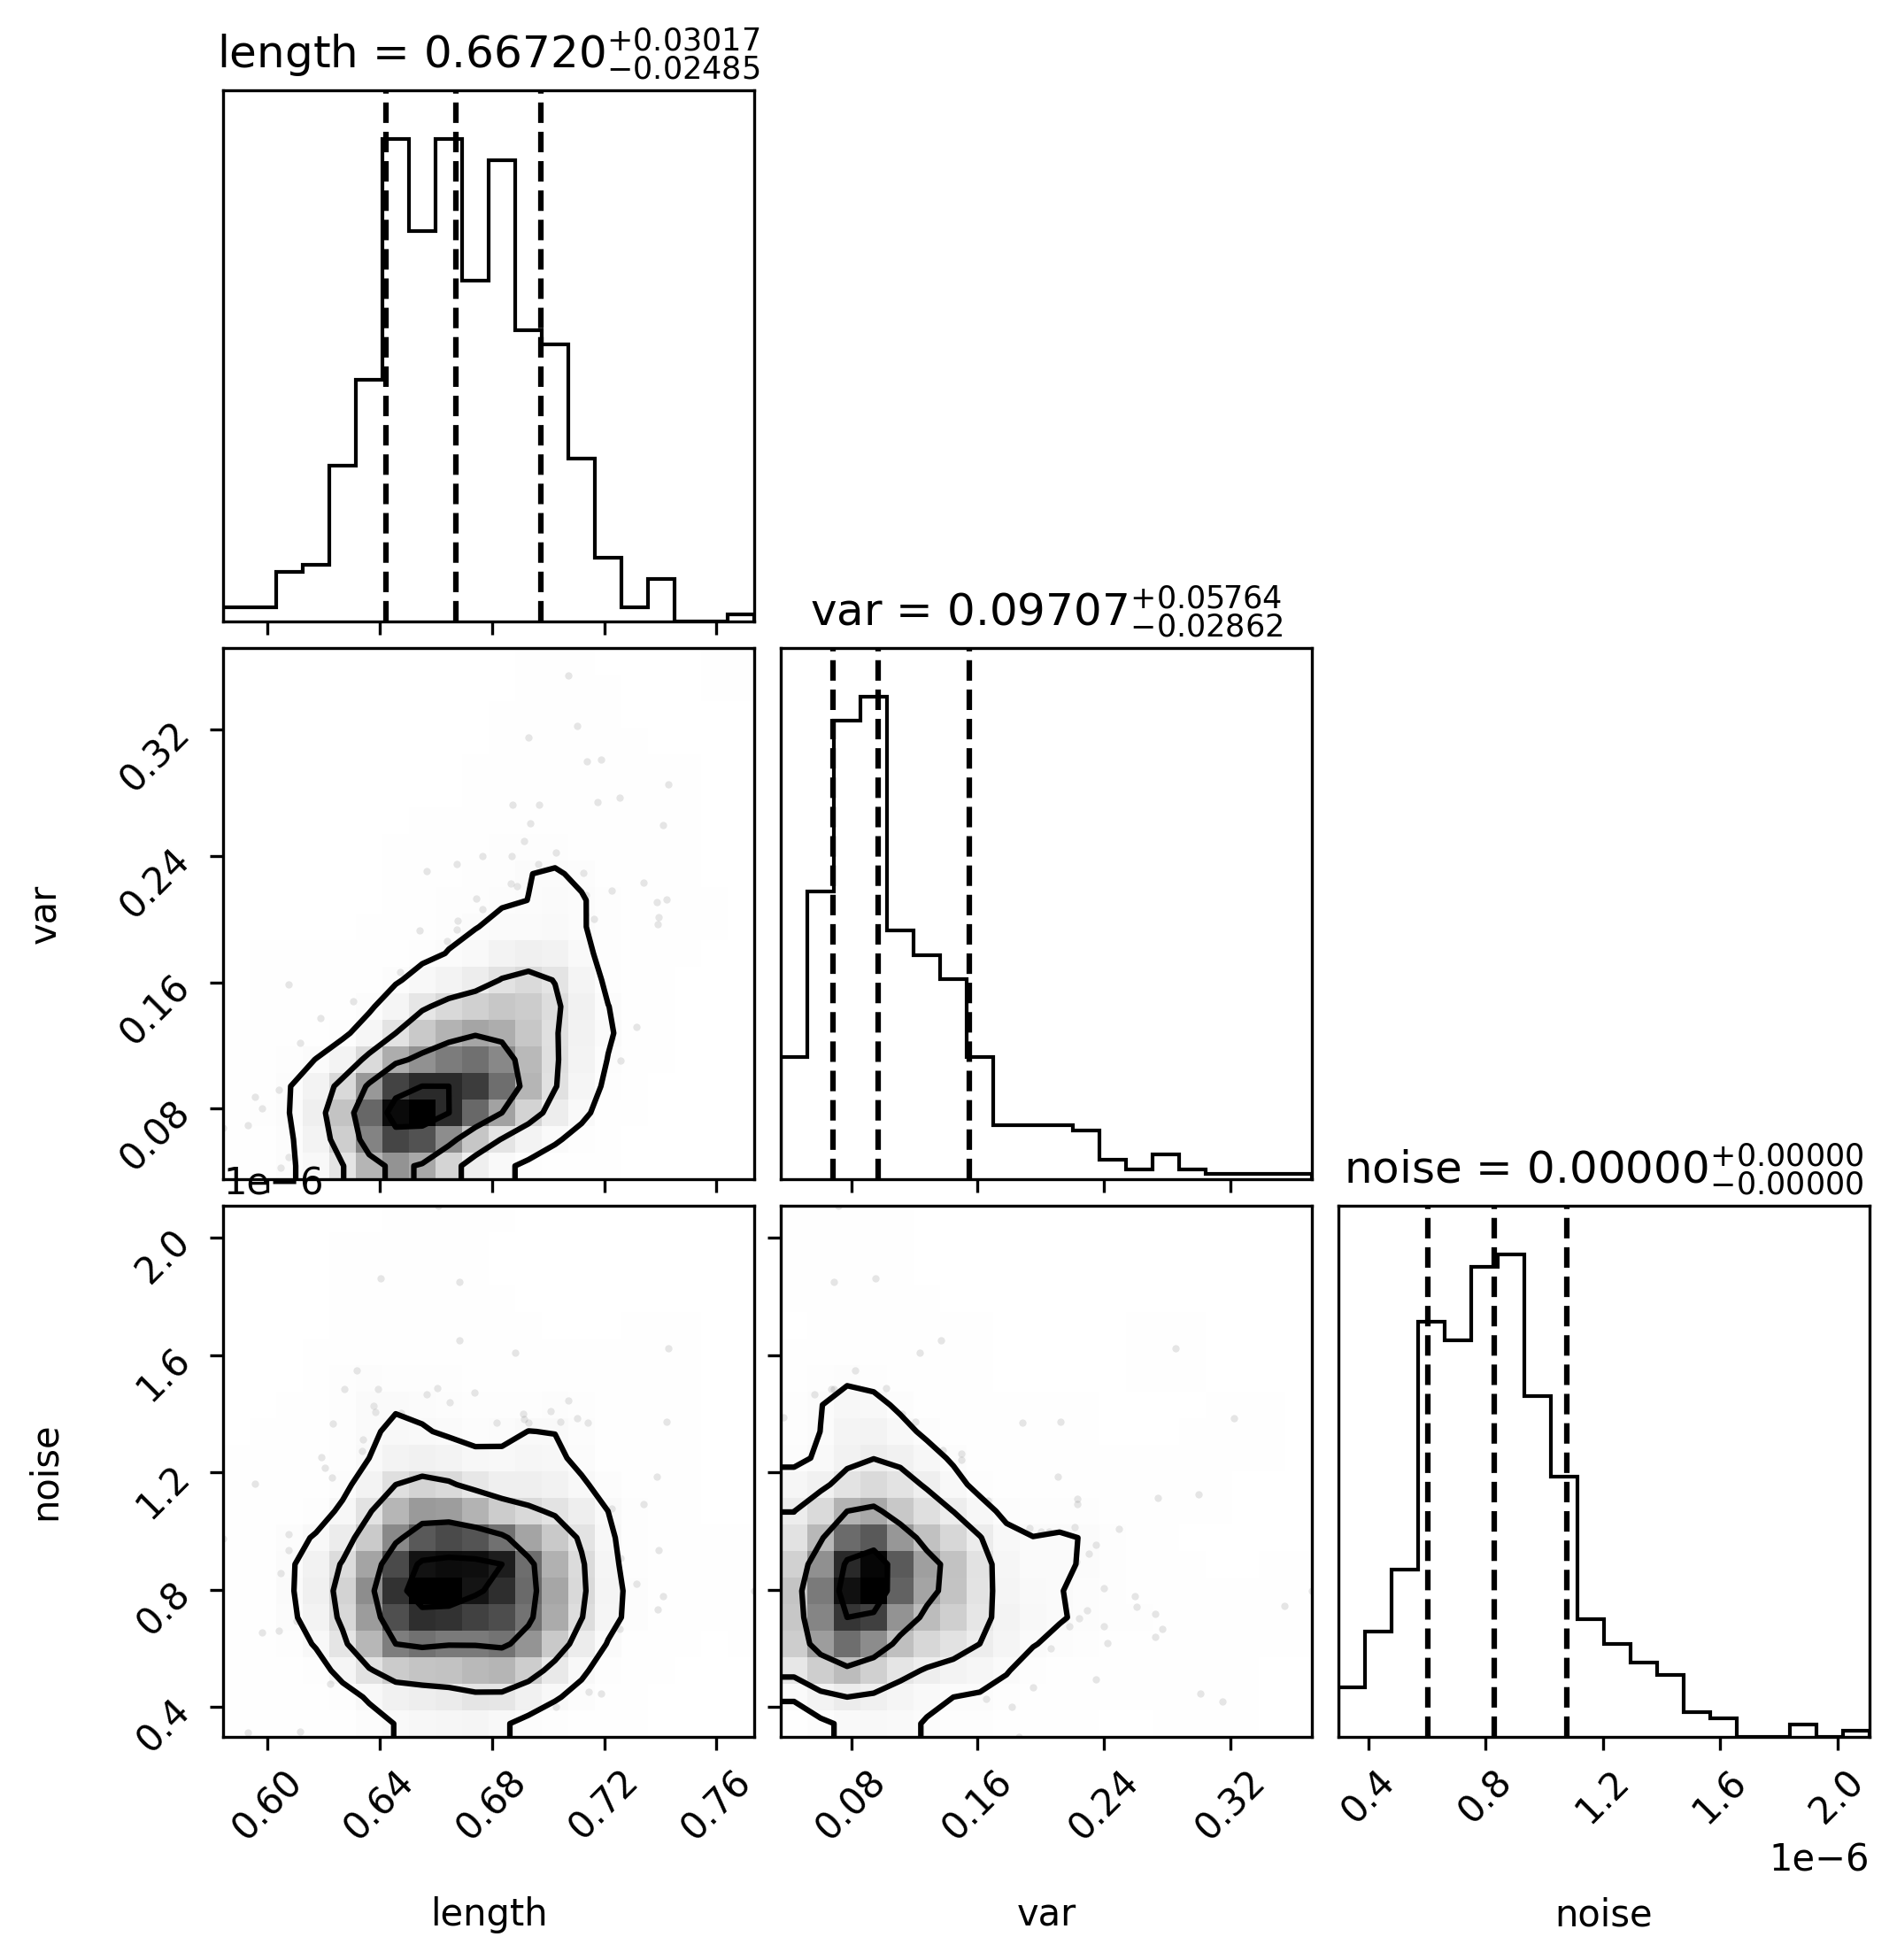 length = 0.66720 +0.03017 −0.02485
var = 0.09707 +0.05764 −0.02862
0.32
0.24
0.16
0.08
var
noise = 0.00000 +0.00000 −0.00000
1e−6
2.0
1.6
1.2
0.8
0.4
noise
0.60 0.64 0.68 0.72 0.76
0.08 0.16 0.24 0.32
0.4 0.8 1.2 1.6 2.0
1e−6
length
var
noise